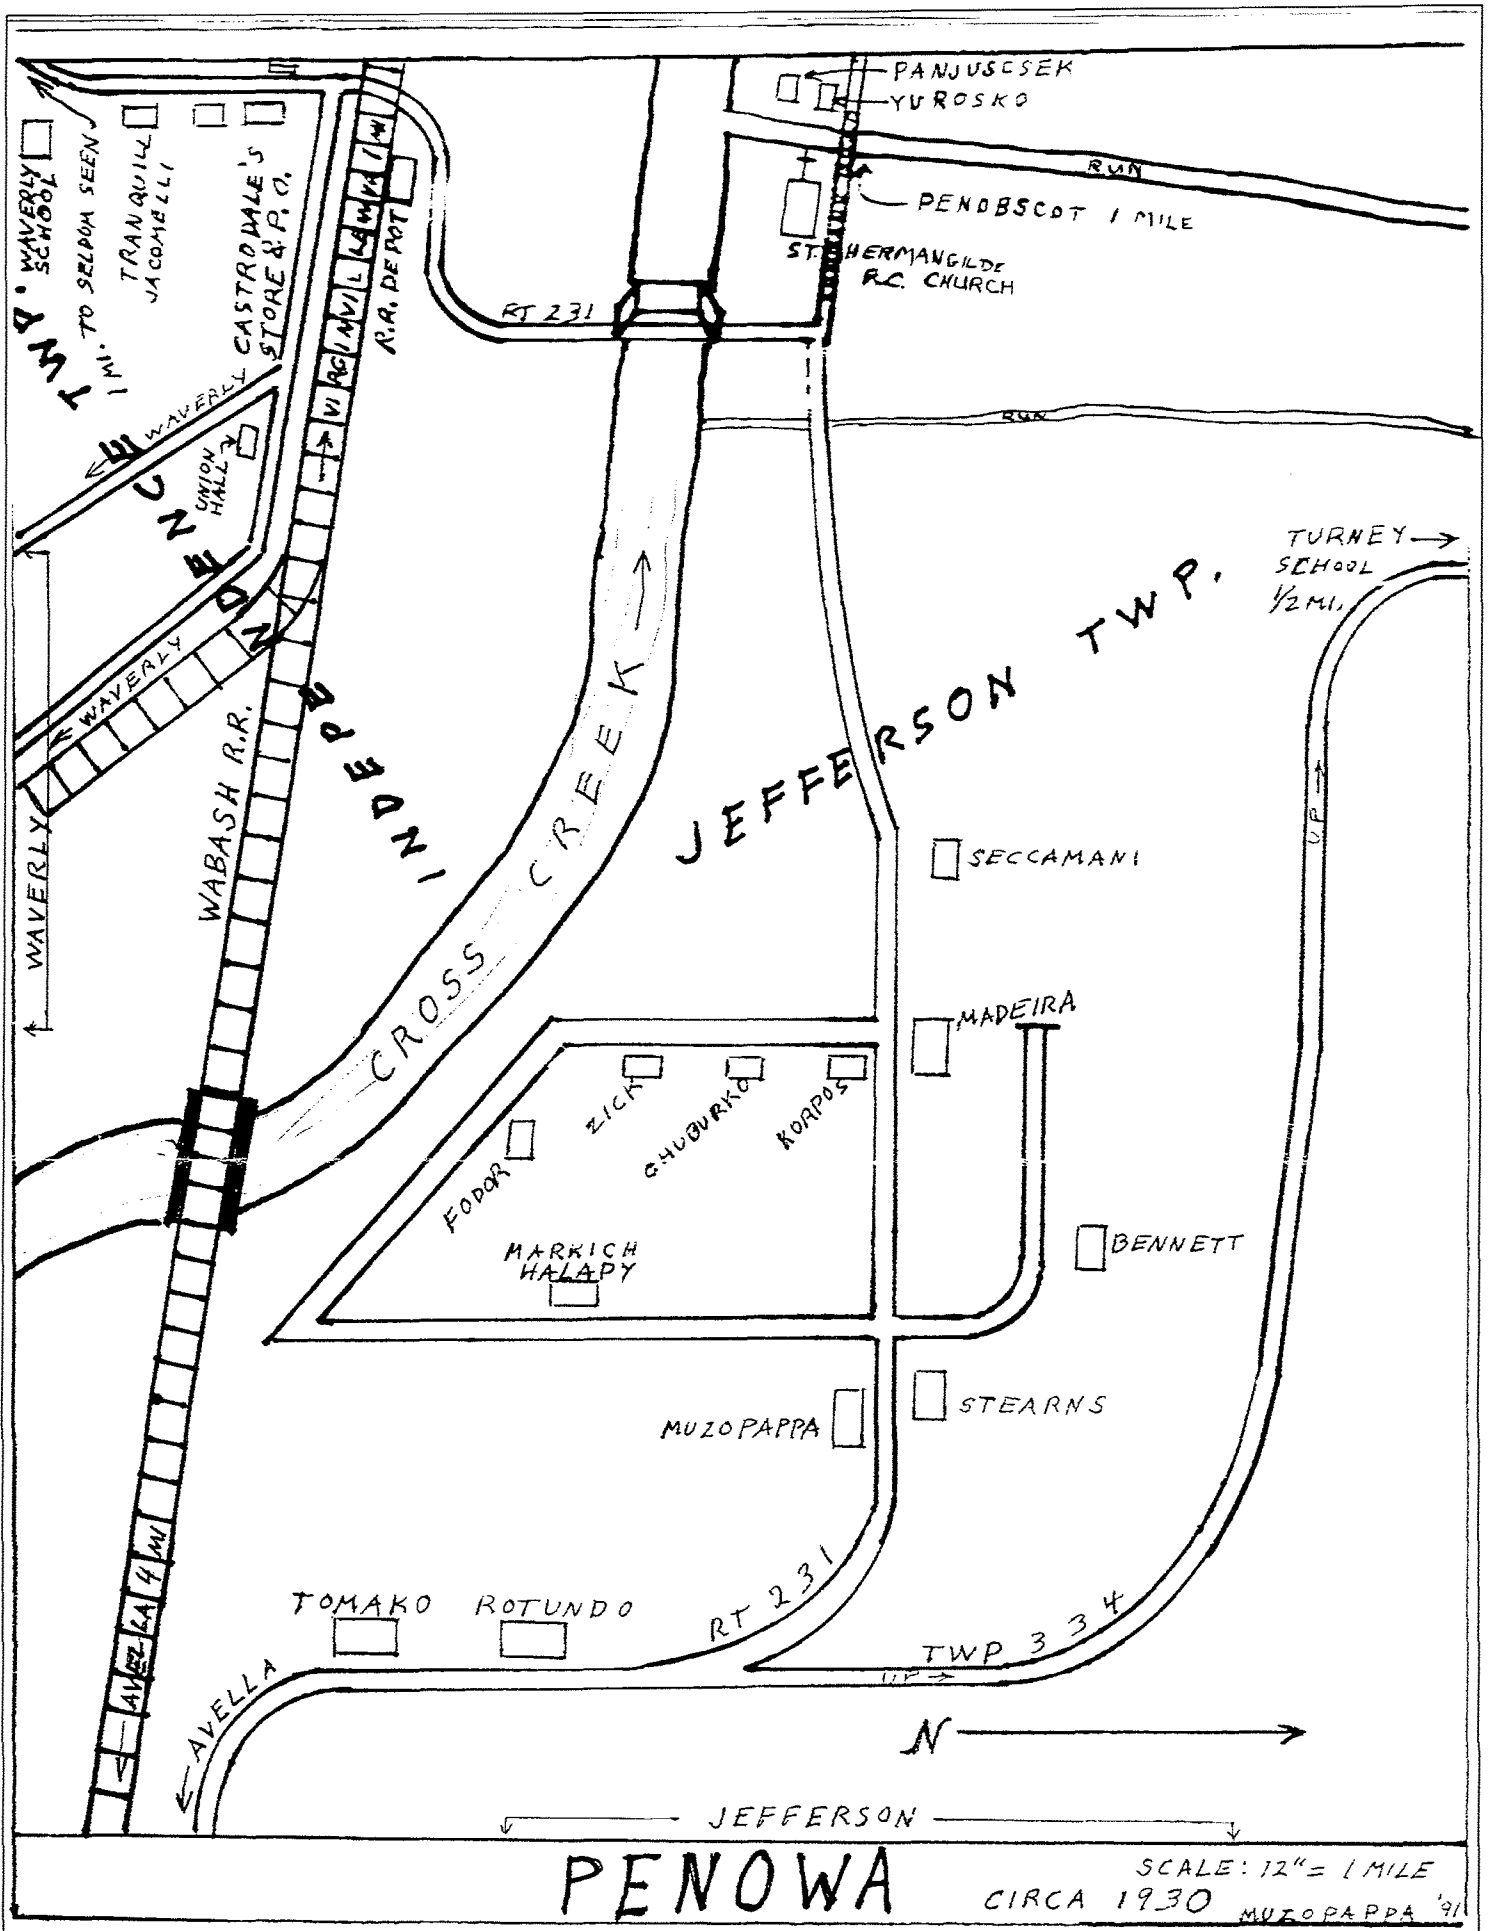 PANJUSCSEK
YUROSKO
RUN
PENOBSCOT 1 MILE
ST. HERMANGILDE
R.C. CHURCH
WAVERLY
SCHOOL
1 MI. TO SELDOM SEEN
TRANQUILL
JACOMELLI
CASTRODALE'S
STORE & P.O.
R.R. DEPOT
RT 231
WAVERLY
UNION
HALL
RUN
INDEPENDENCE TWP.
WAVERLY
WAVERLY
WABASH R.R.
CROSS CREEK
JEFFERSON TWP.
TURNEY
SCHOOL
1/2 MI.
UP
SECCAMANI
MADEIRA
ZICK
CHUBURKO
KORPOS
FODOR
MARKICH
HALAPY
BENNETT
MUZOPAPPA
STEARNS
AVELLA 4 MI
TOMAKO
ROTUNDO
RT 231
TWP 334
UP
AVELLA
N
JEFFERSON
PENOWA
SCALE: 12" = 1 MILE
CIRCA 1930
MUZOPAPPA '91